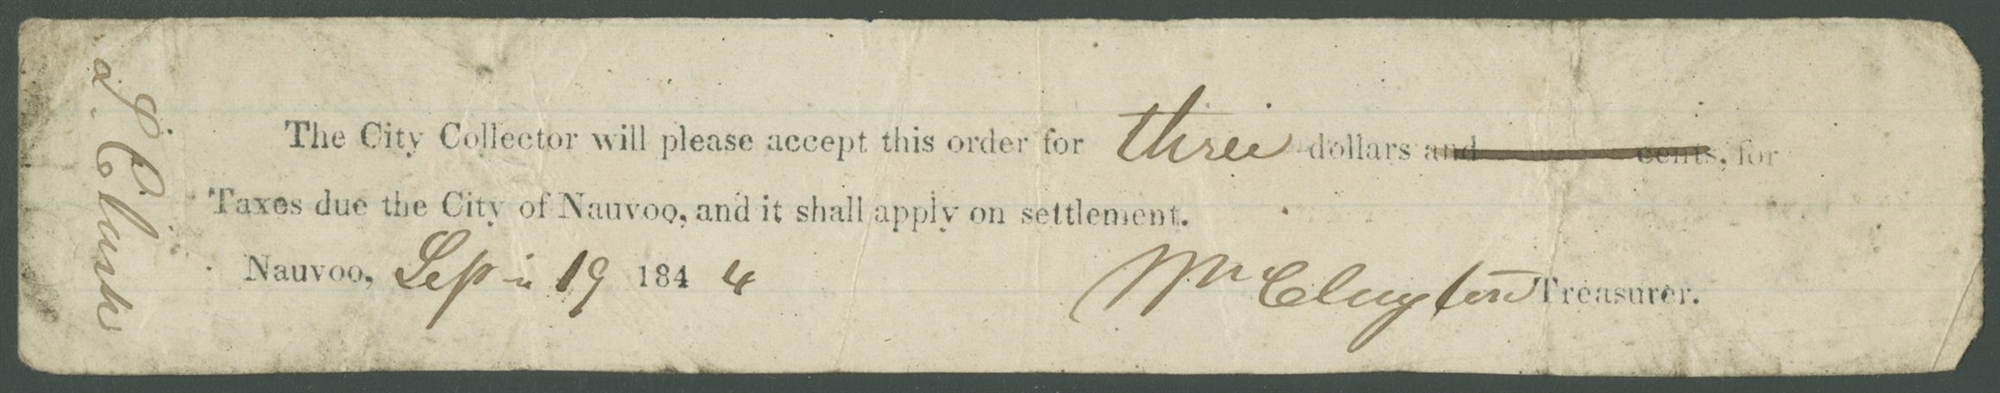 L. Clark
The City Collector will please accept this order for three dollars and cents, for
Taxes due the City of Nauvoo, and it shall apply on settlement.
Nauvoo, Sep 19 1844
Wm Clayton Treasurer.